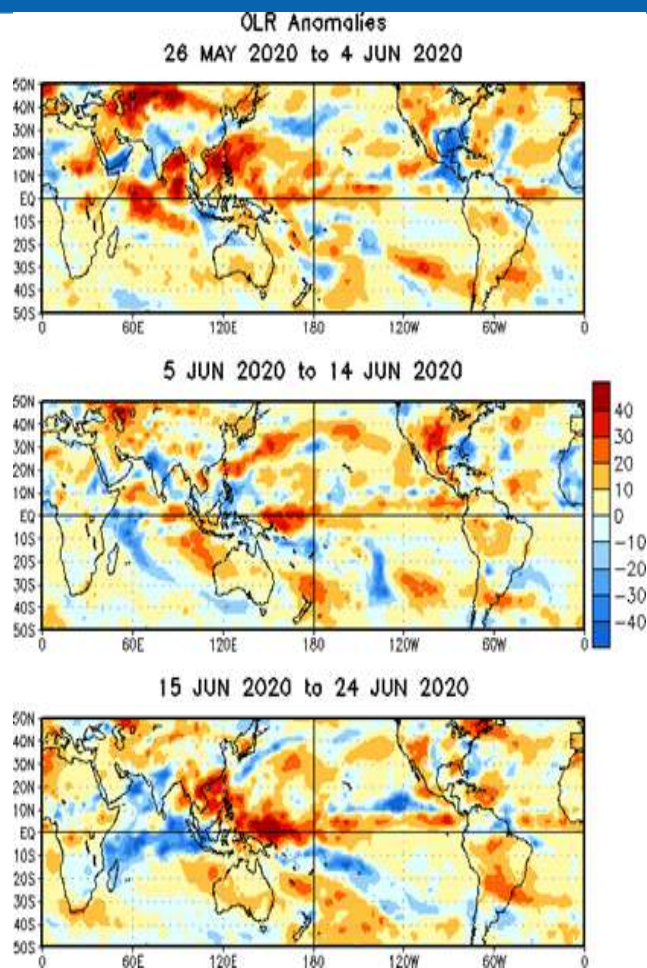 OLR Anomalies
26 MAY 2020 to 4 JUN 2020
50N
40N
30N
20N
10N
EQ
10S
20S
30S
40S
50S
0
60E
120E
180
120W
60W
0
5 JUN 2020 to 14 JUN 2020
50N
40N
30N
20N
10N
EQ
10S
20S
30S
40S
50S
0
60E
120E
180
120W
60W
0
40
30
20
10
0
-10
-20
-30
-40
15 JUN 2020 to 24 JUN 2020
50N
40N
30N
20N
10N
EQ
10S
20S
30S
40S
50S
0
60E
120E
180
120W
60W
0